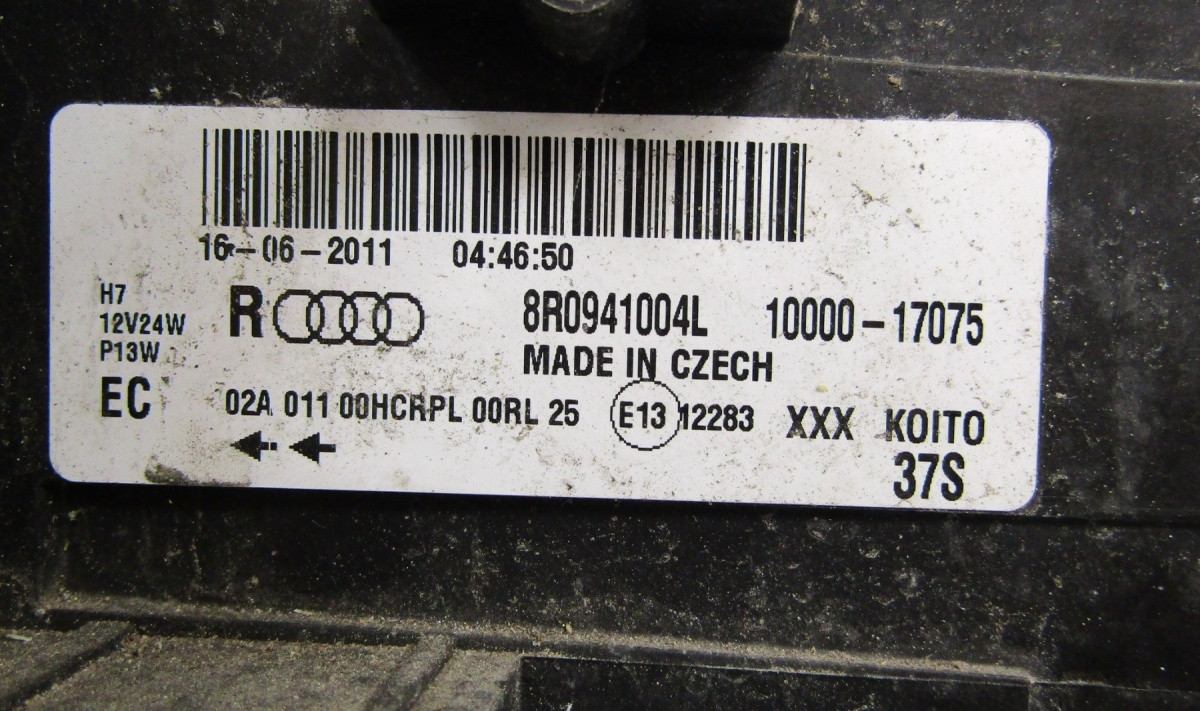 16-06-2011 04:46:50
H7
12V24W
P13W
EC
R
8R0941004L 10000-17075
MADE IN CZECH
02A 011 00HCRPL 00RL 25 E13 12283 XXX KOITO
37S